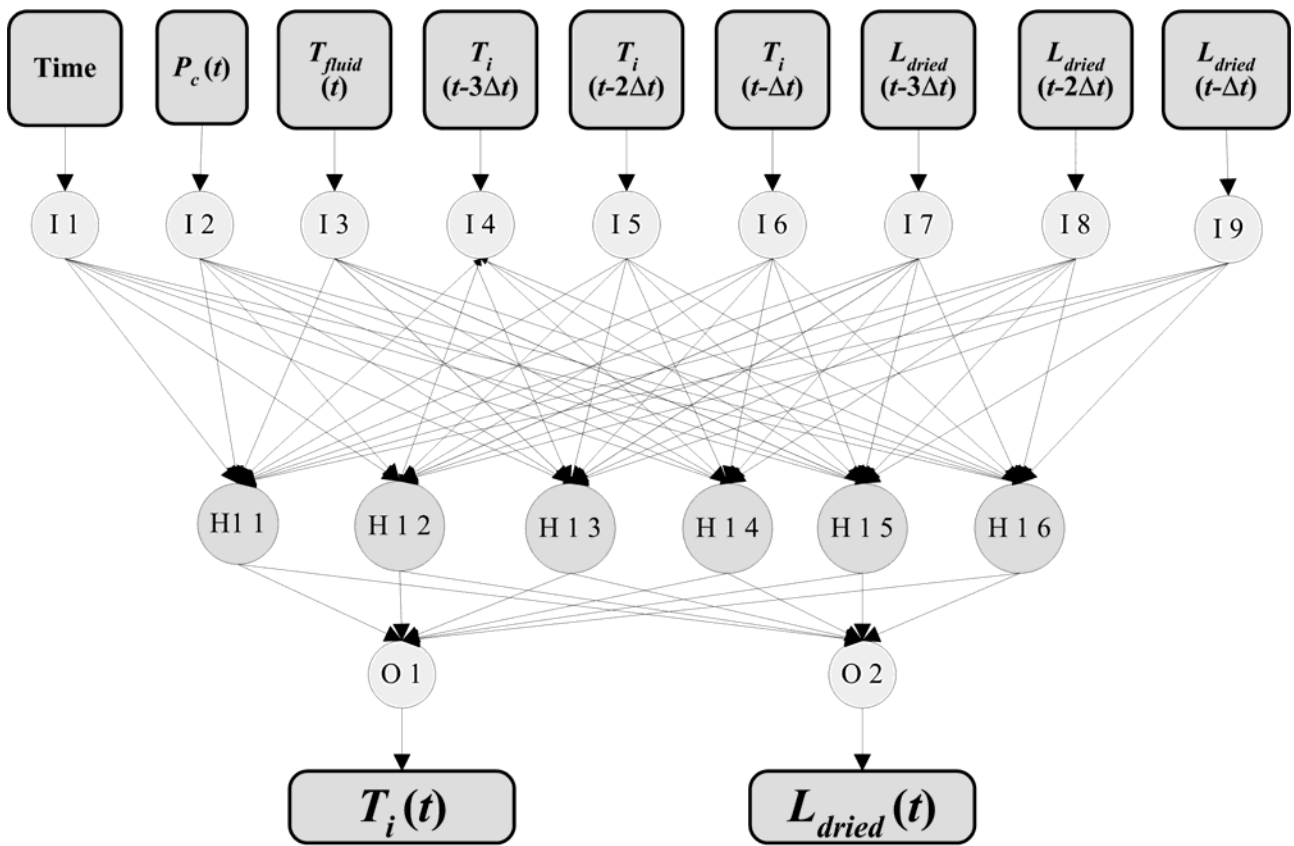 Time
P_c (t)
T_fluid
(t)
T_i
(t-3Δt)
T_i
(t-2Δt)
T_i
(t-Δt)
L_dried
(t-3Δt)
L_dried
(t-2Δt)
L_dried
(t-Δt)
I 1
I 2
I 3
I 4
I 5
I 6
I 7
I 8
I 9
H1 1
H 1 2
H 1 3
H 1 4
H 1 5
H 1 6
O 1
O 2
T_i (t)
L_dried (t)